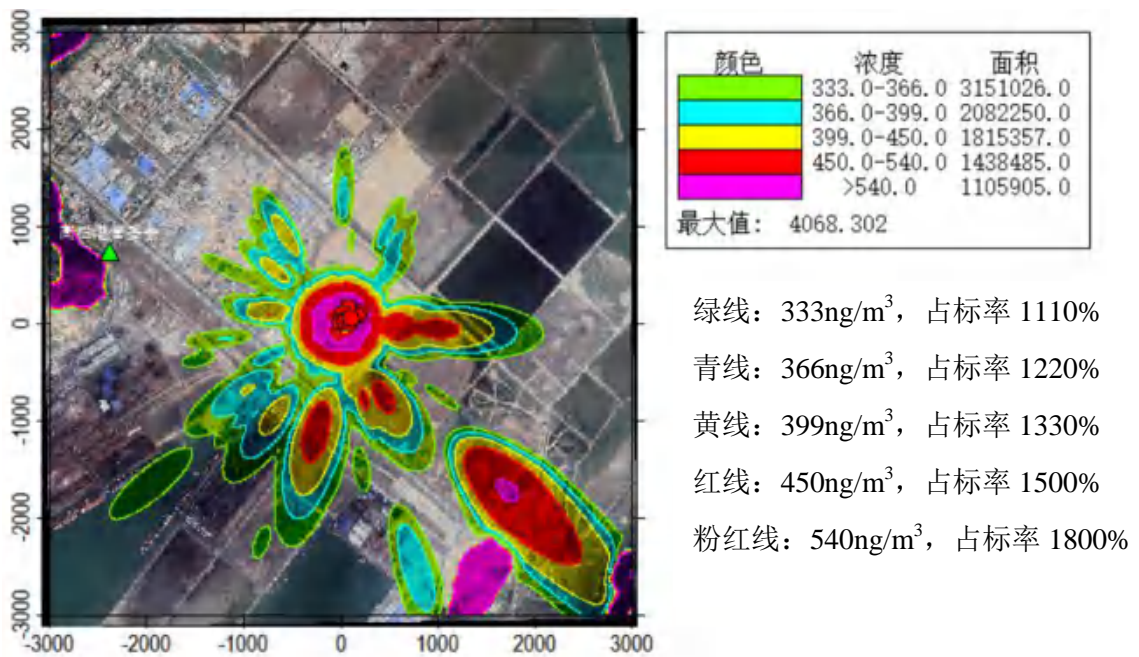 颜色 浓度 面积
333.0-366.0 3151026.0
366.0-399.0 2082250.0
399.0-450.0 1815357.0
450.0-540.0 1438485.0
>540.0 1105905.0
最大值: 4068.302
绿线：333ng/m³，占标率 1110%
青线：366ng/m³，占标率 1220%
黄线：399ng/m³，占标率 1330%
红线：450ng/m³，占标率 1500%
粉红线：540ng/m³，占标率 1800%
3000
2000
1000
0
-1000
-2000
-3000
-3000 -2000 -1000 0 1000 2000 3000